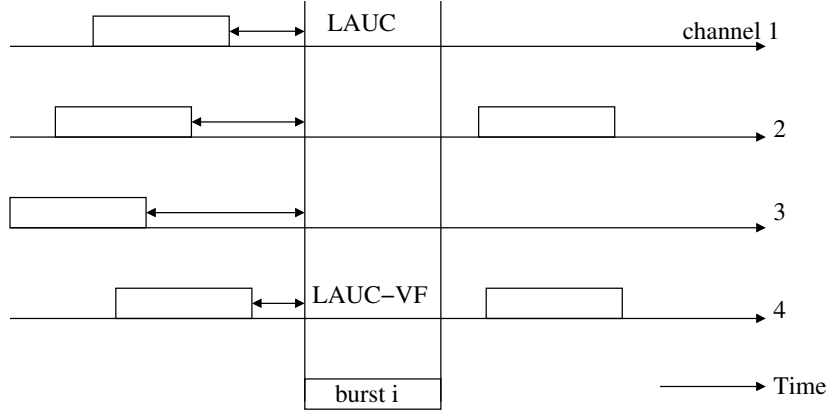 LAUC
channel 1
2
3
LAUC−VF
4
burst i
Time